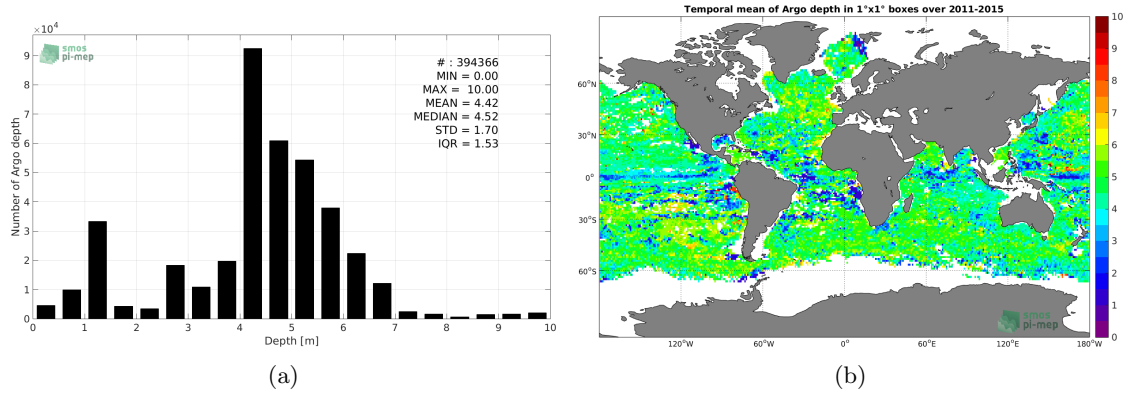 ×10⁴
smos
pi-mep
# : 394366
MIN = 0.00
MAX = 10.00
MEAN = 4.42
MEDIAN = 4.52
STD = 1.70
IQR = 1.53
Number of Argo depth
9
8
7
6
5
4
3
2
1
0
0 1 2 3 4 5 6 7 8 9 10
Depth [m]
(a)
Temporal mean of Argo depth in 1°x1° boxes over 2011-2015
60°N
30°N
0°
30°S
60°S
120°W 60°W 0° 60°E 120°E 180°W
10
9
8
7
6
5
4
3
2
1
0
smos
pi-mep
(b)